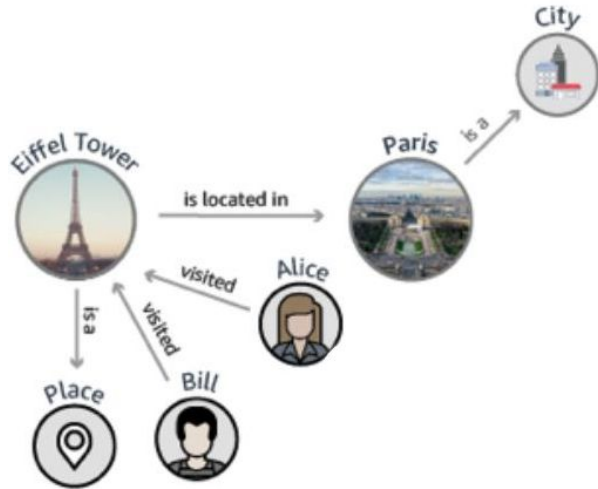 City
is a
Paris
Eiffel Tower
is located in
Alice
visited
is a
visited
Bill
Place